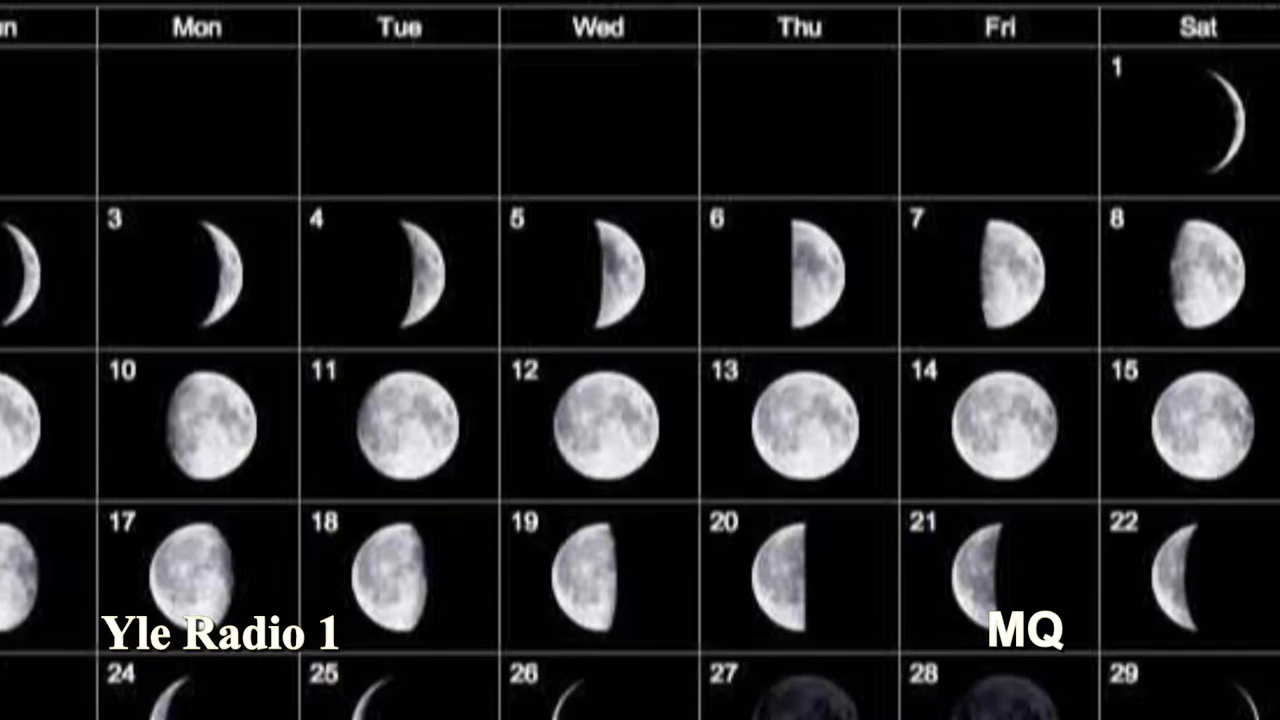 Mon Tue Wed Thu Fri Sat
1
3 4 5 6 7 8
10 11 12 13 14 15
17 18 19 20 21 22
Yle Radio 1 MQ
24 25 26 27 28 29